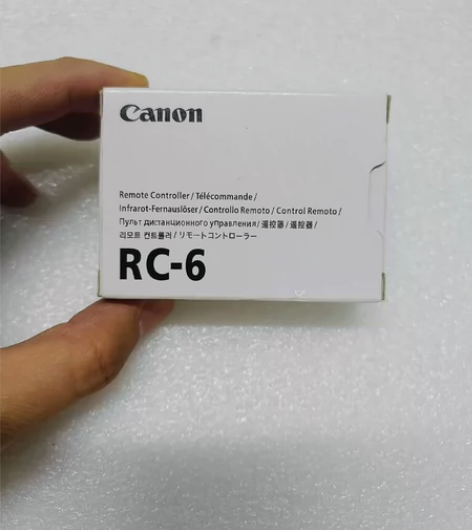 Canon
Remote Controller / Télécommande /
Infrarot-Fernauslöser / Controllo Remoto / Control Remoto /
Пульт дистанционного управления / 遥控器 / 遙控器 /
리모트 컨트롤러 / リモートコントローラー
RC-6